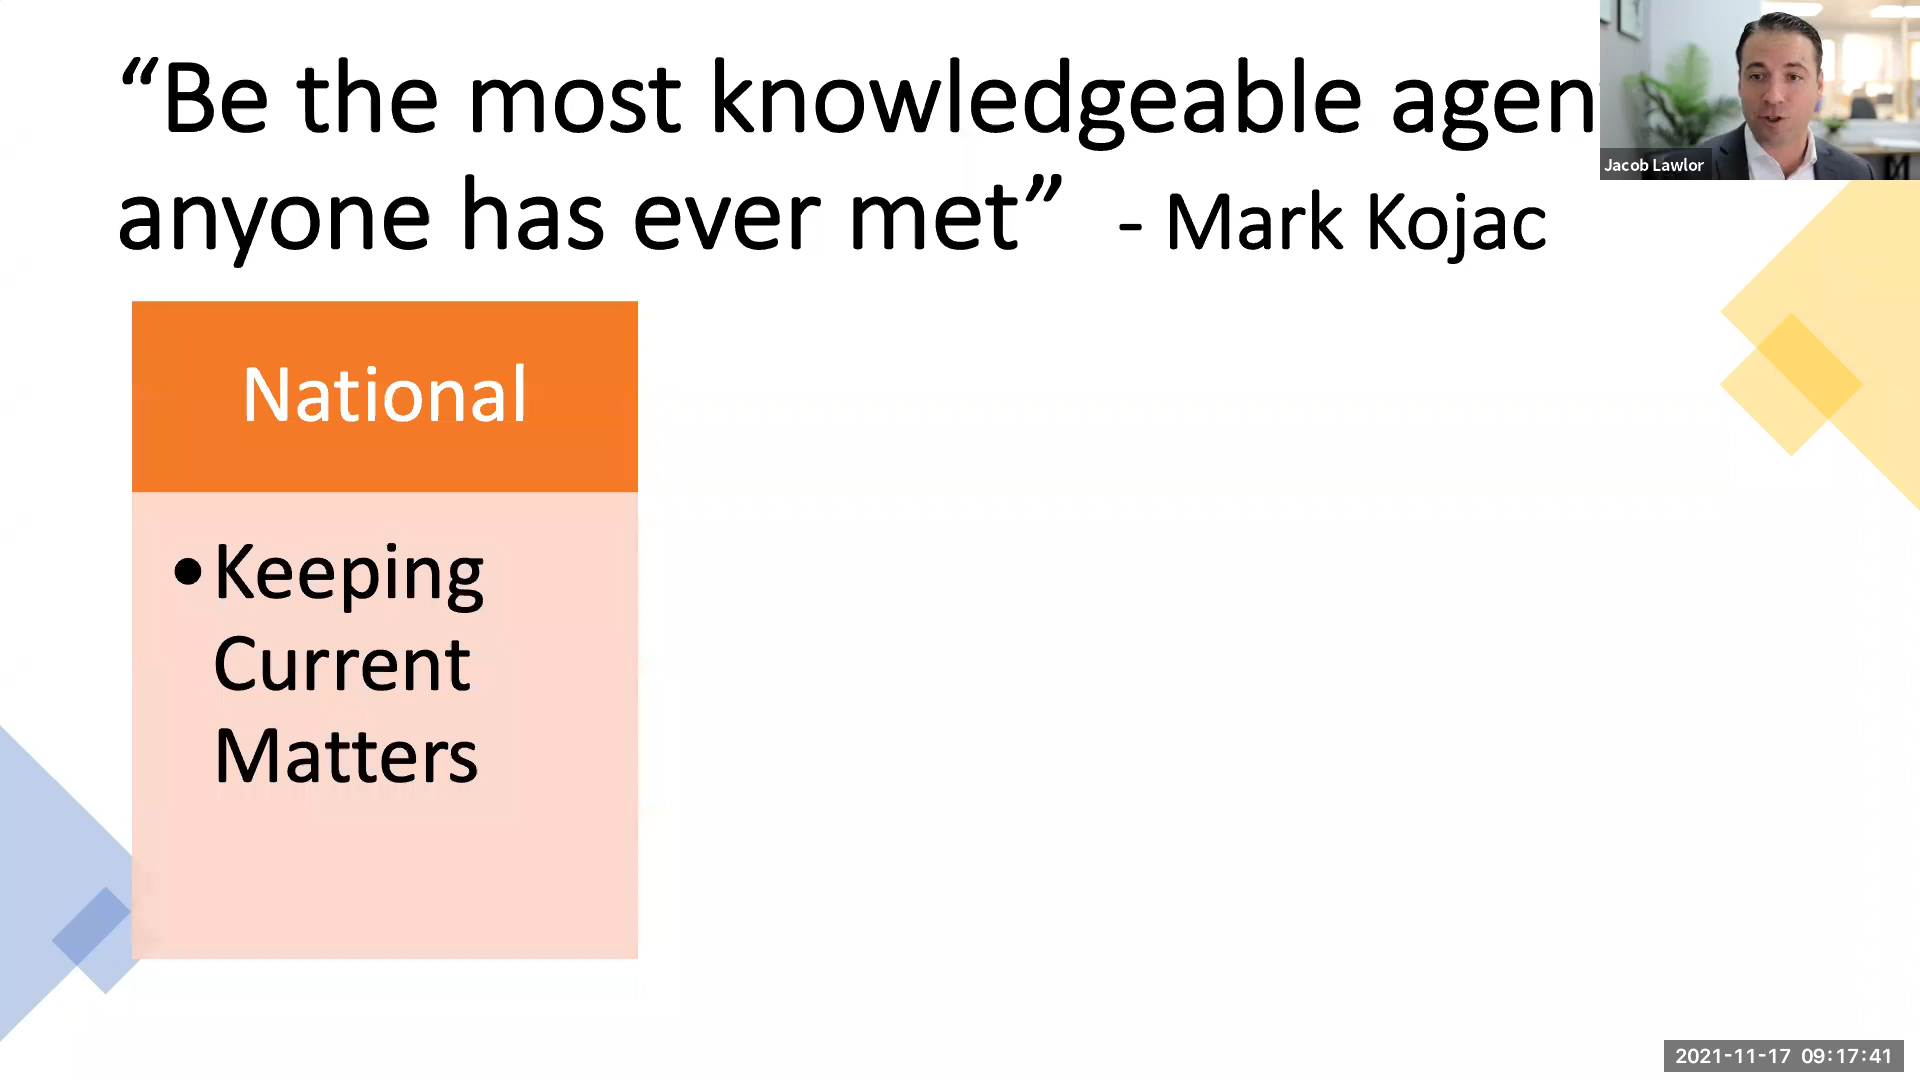 “Be the most knowledgeable agen
anyone has ever met” - Mark Kojac
Jacob Lawlor
National
•Keeping
Current
Matters
2021-11-17 09:17:41